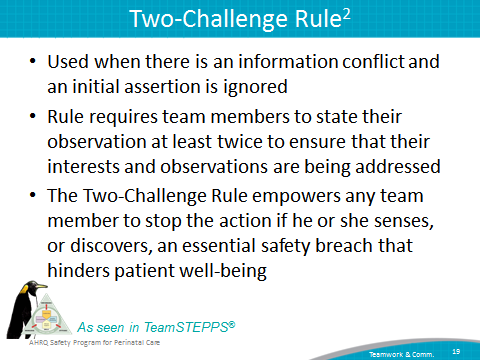 Two-Challenge Rule²
• Used when there is an information conflict and
an initial assertion is ignored
• Rule requires team members to state their
observation at least twice to ensure that their
interests and observations are being addressed
• The Two-Challenge Rule empowers any team
member to stop the action if he or she senses,
or discovers, an essential safety breach that
hinders patient well-being
As seen in TeamSTEPPS®
AHRQ Safety Program for Perinatal Care
Teamwork & Comm.
19